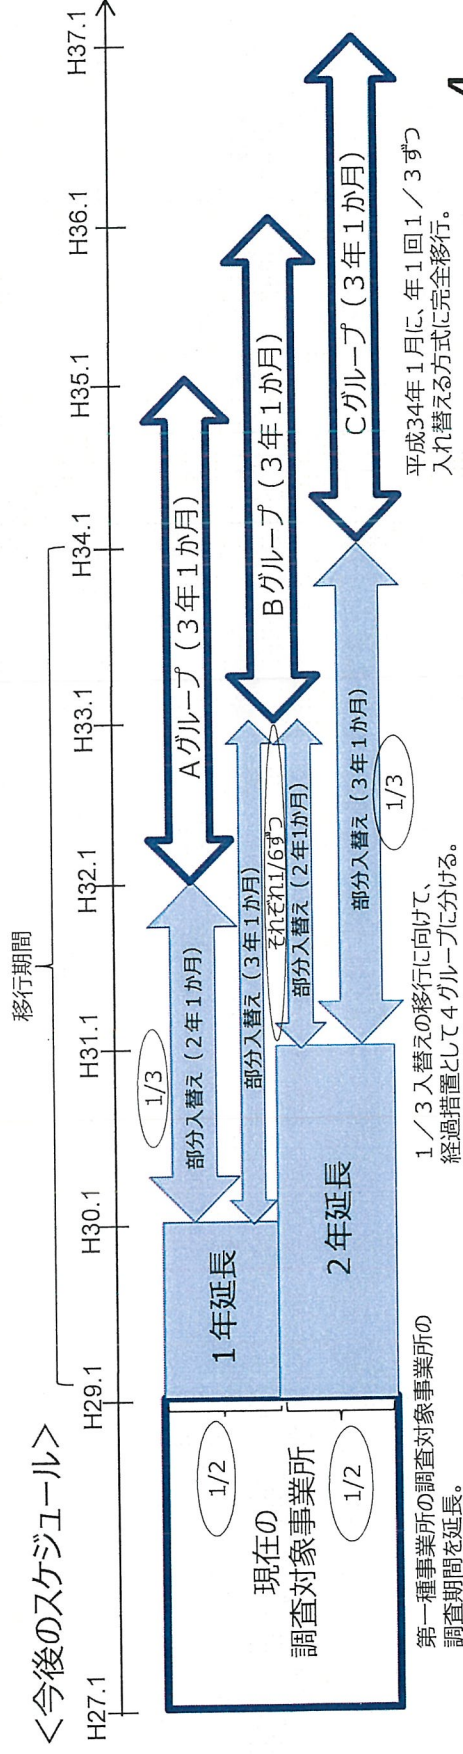 ＜今後のスケジュール＞
移行期間
H27.1
H29.1
H30.1
H31.1
H32.1
H33.1
H34.1
H35.1
H36.1
H37.1
現在の
調査対象事業所
1/2
1/2
1年延長
2年延長
1/3
部分入替え（2年1か月）
部分入替え（3年1か月）
それぞれ1/6ずつ
部分入替え（2年1か月）
部分入替え（3年1か月）
1/3
Aグループ（3年1か月）
Bグループ（3年1か月）
Cグループ（3年1か月）
第一種事業所の調査対象事業所の
調査期間を延長。
1／3入替えの移行に向けて、
経過措置として4グループに分ける。
平成34年1月に、年1回1／3ずつ
入れ替える方式に完全移行。